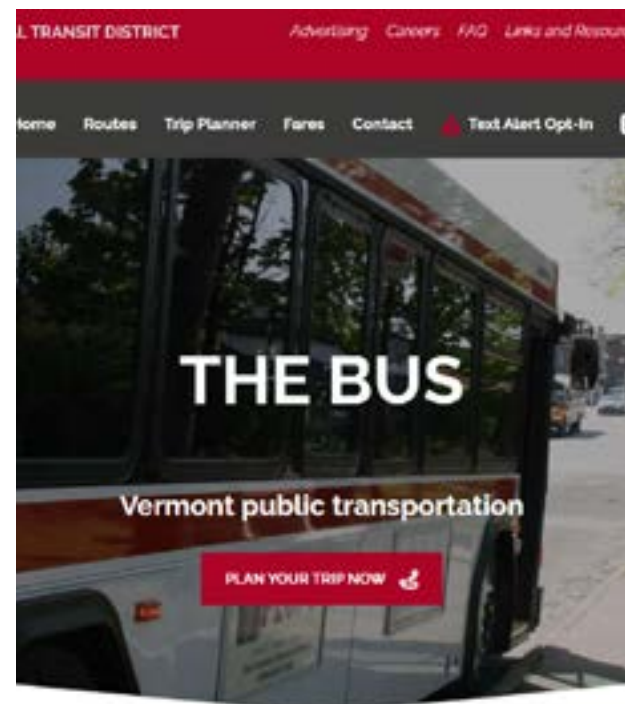 L TRANSIT DISTRICT Advertising Careers FAQ Links and Resour
Home Routes Trip Planner Fares Contact Text Alert Opt-In
THE BUS
Vermont public transportation
PLAN YOUR TRIP NOW